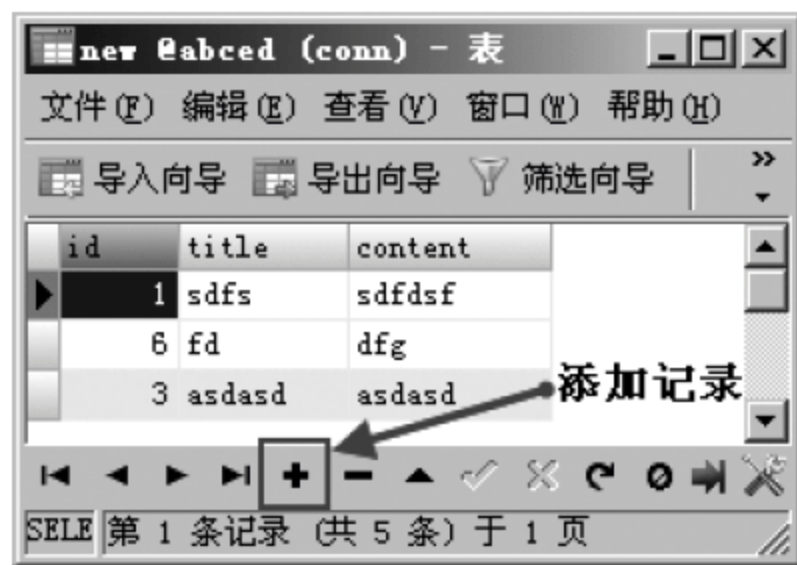 new @abced (conn) - 表
文件(F) 编辑(E) 查看(V) 窗口(W) 帮助(H)
导入向导 导出向导 筛选向导
id title content
1 sdfs sdfdsf
6 fd dfg
3 asdasd asdasd
添加记录
SELE 第 1 条记录 (共 5 条) 于 1 页